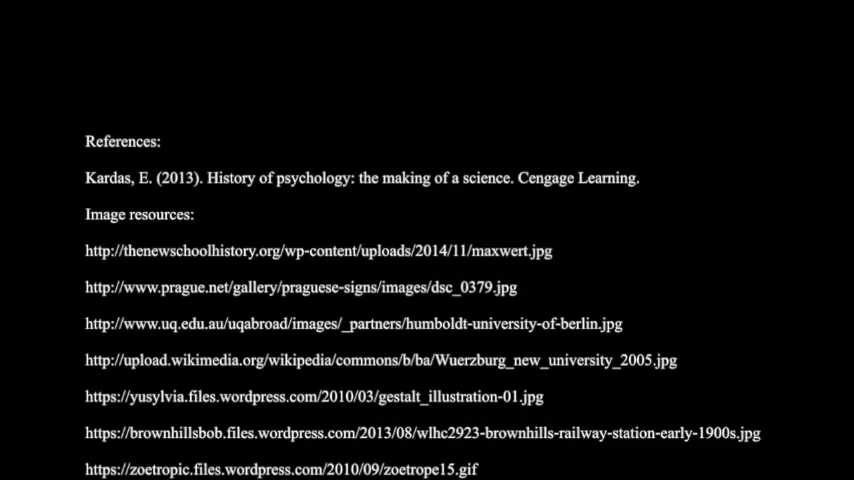 References:
Kardas, E. (2013). History of psychology: the making of a science. Cengage Learning.
Image resources:
http://thenewschoolhistory.org/wp-content/uploads/2014/11/maxwert.jpg
http://www.prague.net/gallery/praguese-signs/images/dsc_0379.jpg
http://www.uq.edu.au/uqabroad/images/_partners/humboldt-university-of-berlin.jpg
http://upload.wikimedia.org/wikipedia/commons/b/ba/Wuerzburg_new_university_2005.jpg
https://yusylvia.files.wordpress.com/2010/03/gestalt_illustration-01.jpg
https://brownhillsbob.files.wordpress.com/2013/08/wlhc2923-brownhills-railway-station-early-1900s.jpg
https://zoetropic.files.wordpress.com/2010/09/zoetrope15.gif